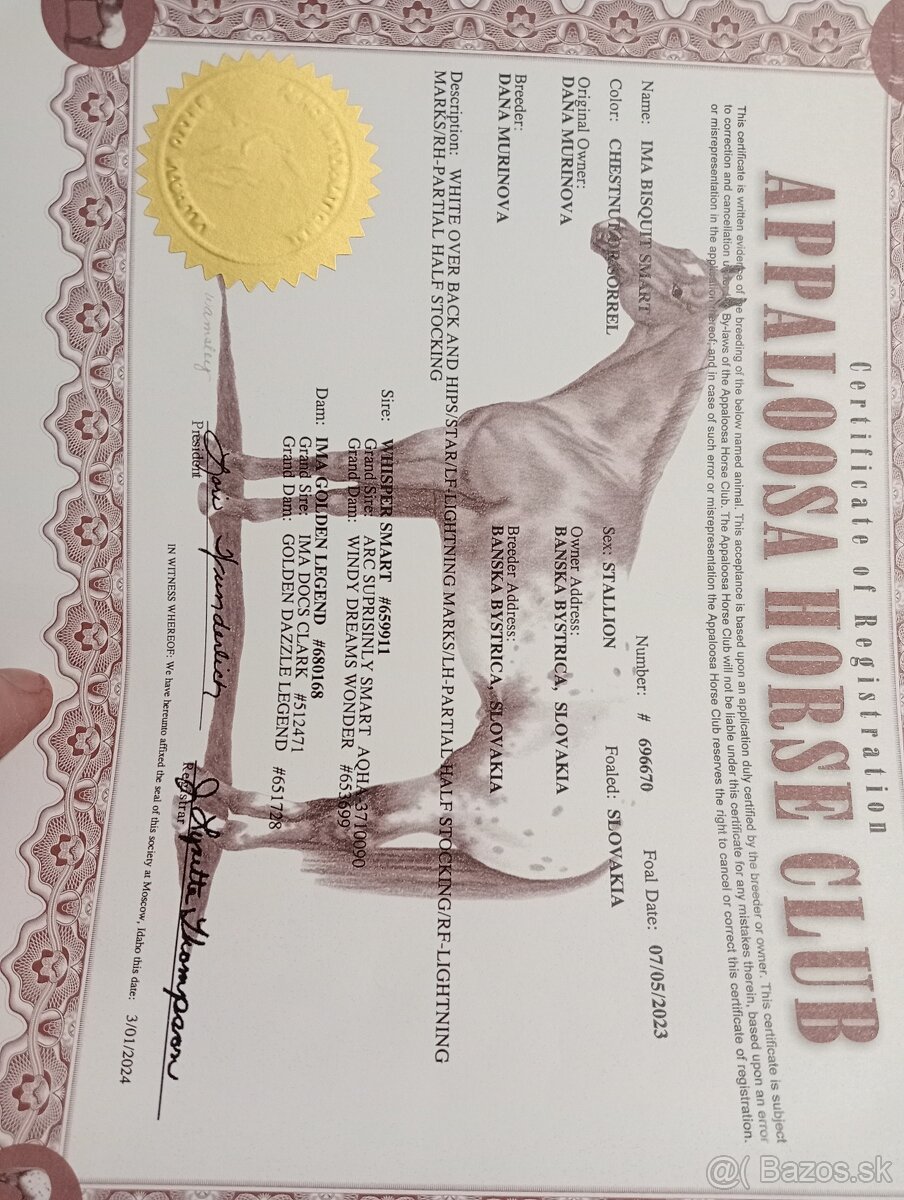 Certificate of Registration
APPALOOSA HORSE CLUB
This certificate is written evidence of the breeding of the below named animal. This acceptance is based upon an application duly certified by the breeder or owner. This certificate is subject
to correction and cancellation By-laws of the Appaloosa Horse Club. The Appaloosa Horse Club will not be liable under this certificate for any mistakes therein, based upon an error
or misrepresentation in the application thereof; and in case of such error or misrepresentation the Appaloosa Horse Club reserves the right to cancel or correct this certificate of registration.
Name: IMA BISQUIT SMART Number: # 696670 Foal Date: 07/05/2023
Color: CHESTNUT OR SORREL Sex: STALLION Foaled: SLOVAKIA
Original Owner: Owner Address:
DANA MURINOVA BANSKA BYSTRICA, SLOVAKIA
Breeder: Breeder Address:
DANA MURINOVA BANSKA BYSTRICA, SLOVAKIA
Description: WHITE OVER BACK AND HIPS/STAR/LF-LIGHTNING MARKS/LH-PARTIAL HALF STOCKING/RF-LIGHTNING
MARKS/RH-PARTIAL HALF STOCKING
Sire: WHISPER SMART #659911
Grand Sire: ARC SUPRISINLY SMART AQHA 3710090
Grand Dam: WINDY DREAMS WONDER #653699
Dam: IMA GOLDEN LEGEND #680168
Grand Sire: IMA DOCS CLARK #512471
Grand Dam: GOLDEN DAZZLE LEGEND #651728
Lori Wunderlich
President
Lynette Thompson
Registrar
IN WITNESS WHEREOF: We have hereunto affixed the seal of this society at Moscow, Idaho this date: 3/01/2024
@( Bazos.sk